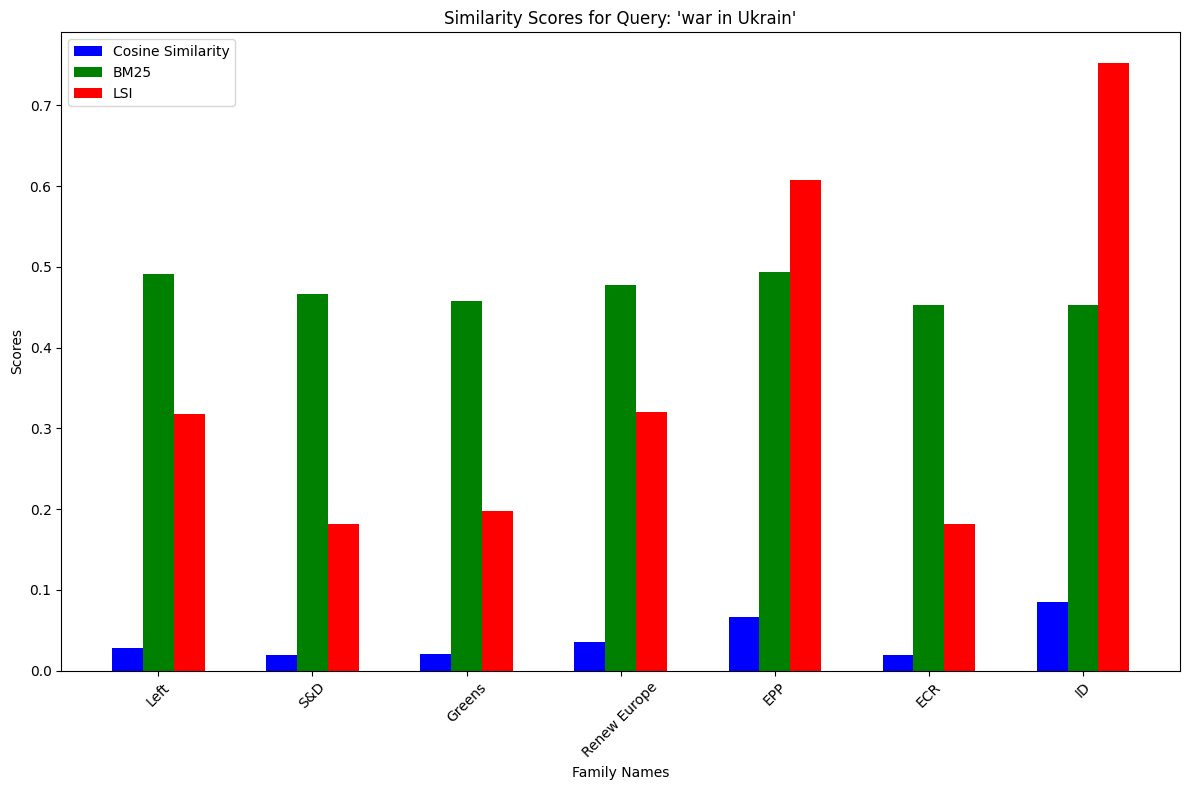 Similarity Scores for Query: 'war in Ukrain'
Cosine Similarity
BM25
LSI
Scores
0.7
0.6
0.5
0.4
0.3
0.2
0.1
0.0
Left
S&D
Greens
Renew Europe
EPP
ECR
ID
Family Names